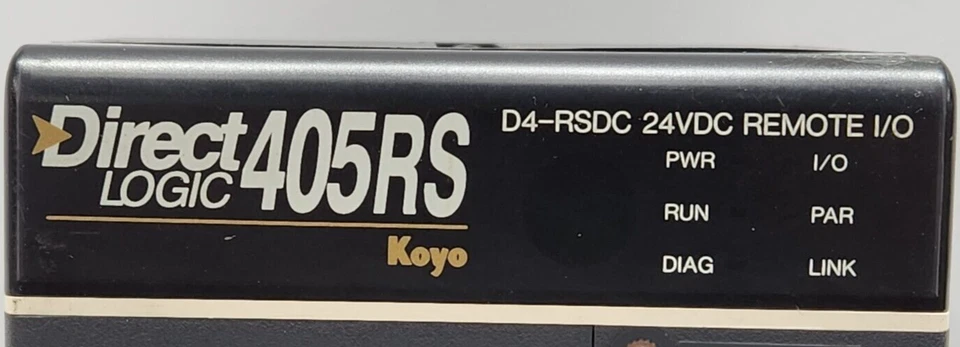 Direct
LOGIC 405RS
Koyo
D4-RSDC 24VDC REMOTE I/O
PWR I/O
RUN PAR
DIAG LINK